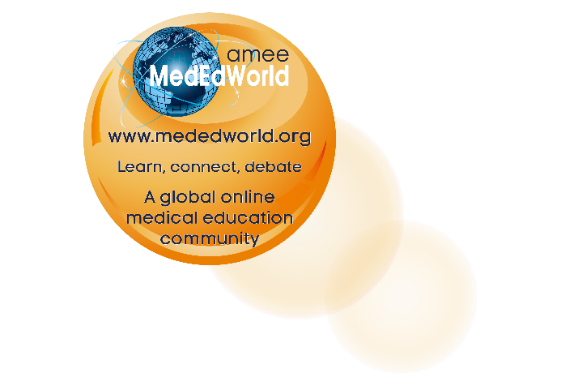 amee
MedEdWorld
www.mededworld.org
Learn, connect, debate
A global online
medical education
community